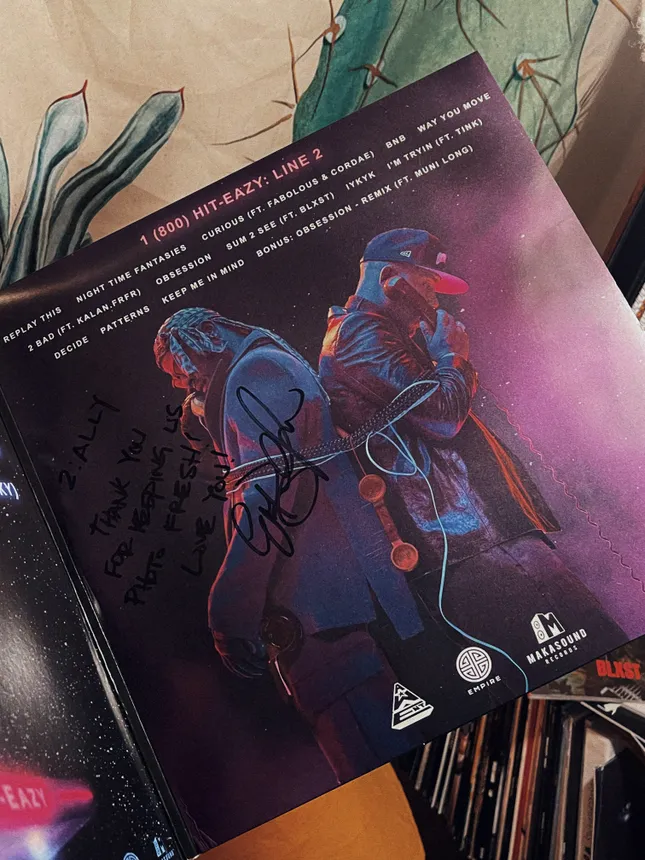 1 (800) HIT-EAZY: LINE 2
REPLAY THIS NIGHT TIME FANTASIES CURIOUS (FT. FABOLOUS & CORDAE) BNB WAY YOU MOVE
2 BAD (FT. KALAN.FRFR) OBSESSION SUM 2 SEE (FT. BLXST) IYKYK I'M TRYIN (FT. TINK)
DECIDE PATTERNS KEEP ME IN MIND BONUS: OBSESSION - REMIX (FT. MUNI LONG)
2: ALLY
THANK YOU
FOR KEEPING US
PHOTO FRESH!
LOVE YOU!!
EMPIRE
MAKASOUND
RECORDS
BLXST
KY)
-EAZY